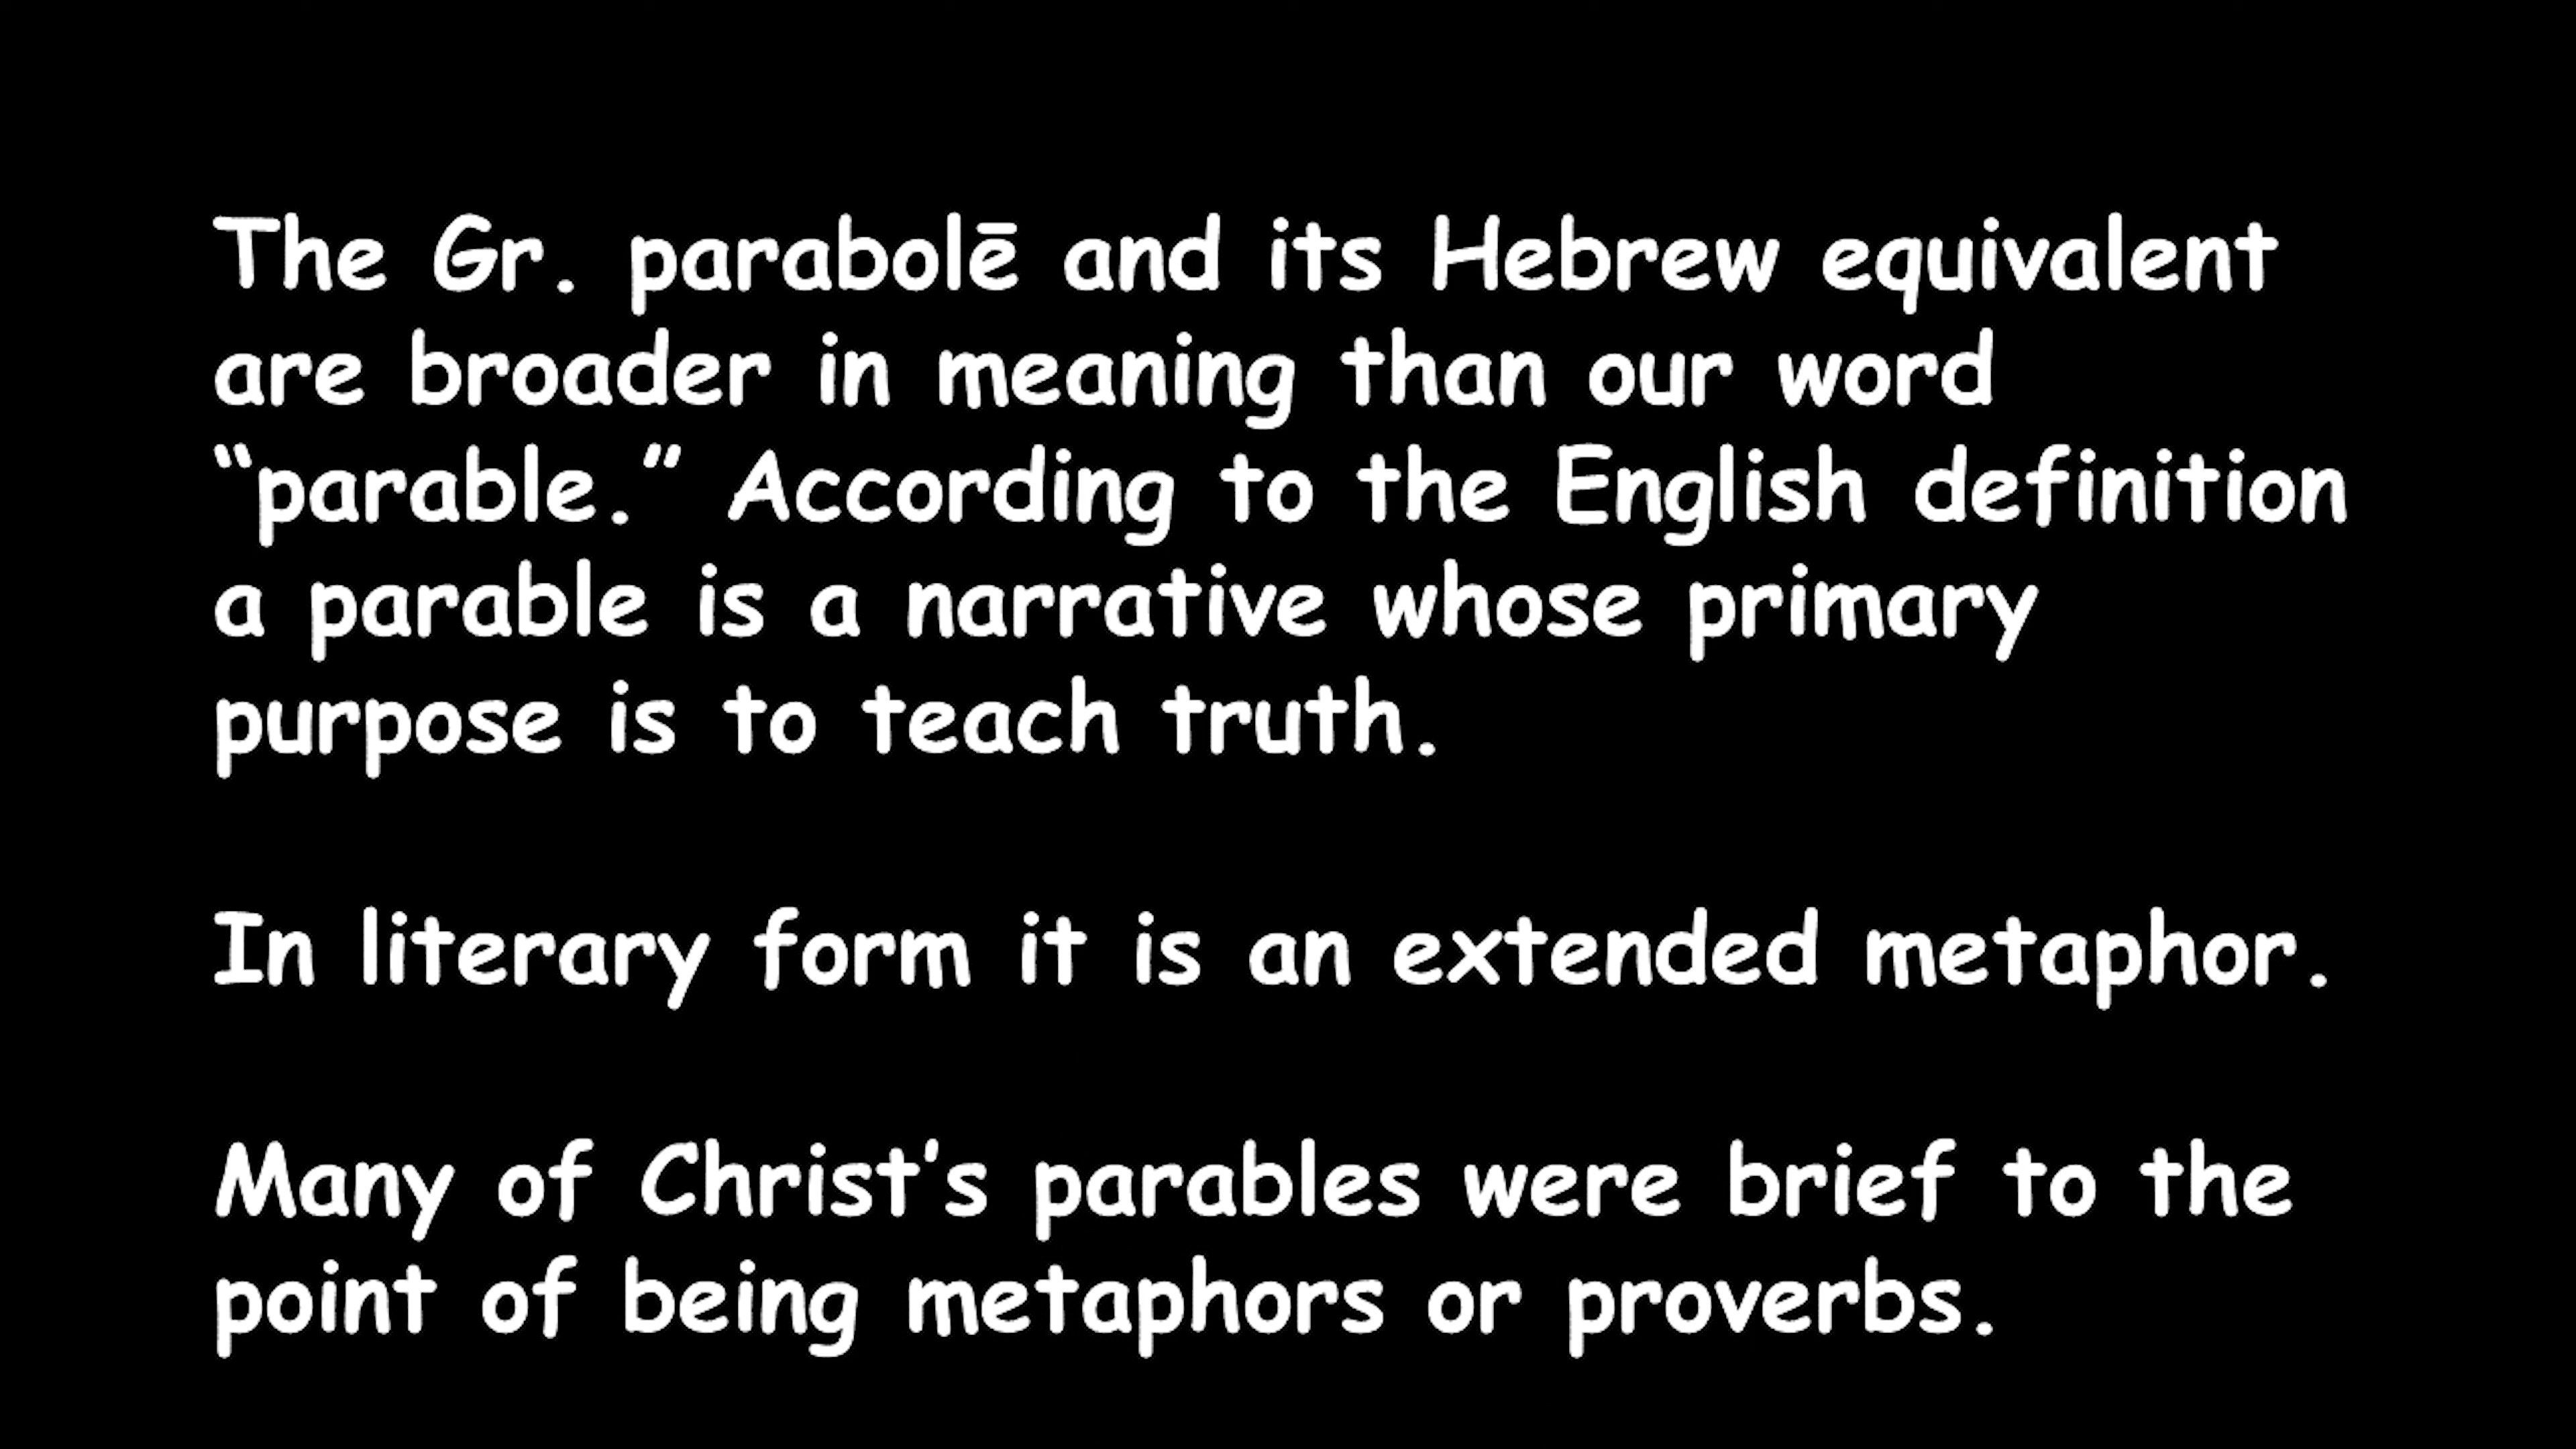 The Gr. parabolē and its Hebrew equivalent
are broader in meaning than our word
“parable.” According to the English definition
a parable is a narrative whose primary
purpose is to teach truth.
In literary form it is an extended metaphor.
Many of Christ’s parables were brief to the
point of being metaphors or proverbs.